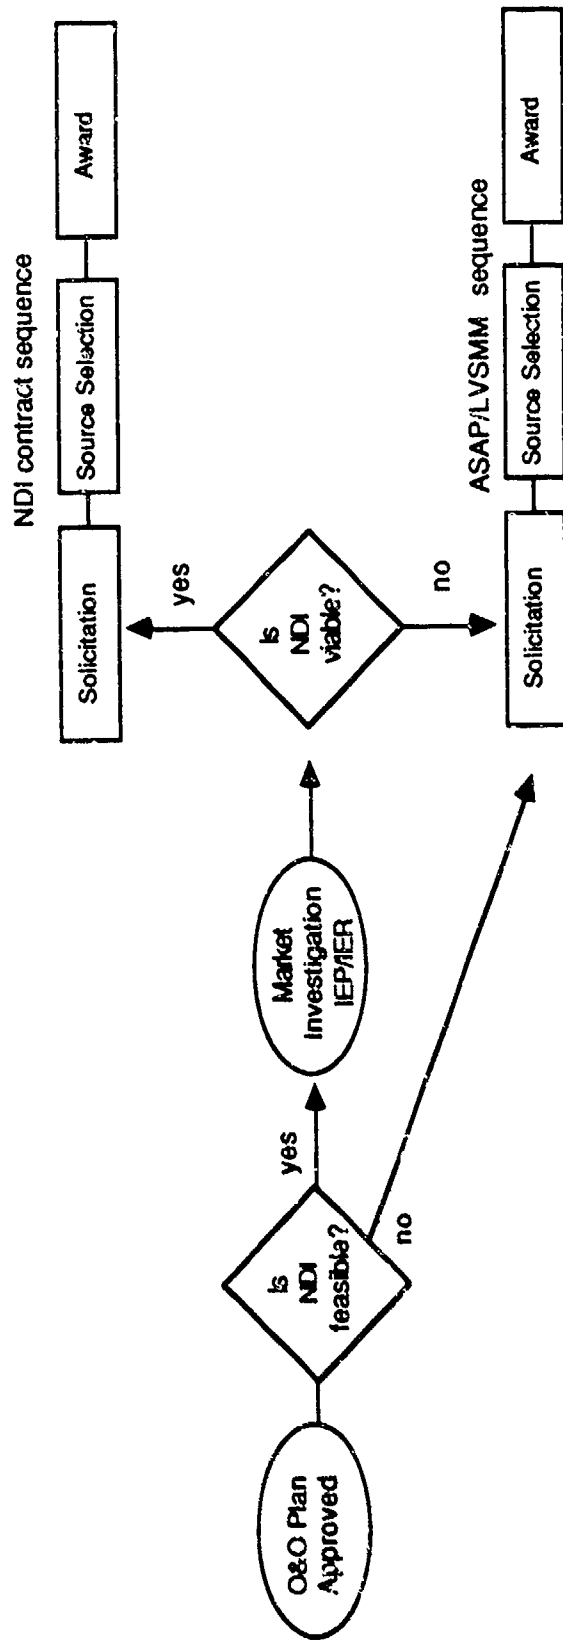 O&O Plan
Approved
Is
NDI
feasible?
yes
no
Market
Investigation
IEP/IER
Is
NDI
viable?
yes
no
NDI contract sequence
Solicitation
Source Selection
Award
ASAP/LVSMM sequence
Solicitation
Source Selection
Award